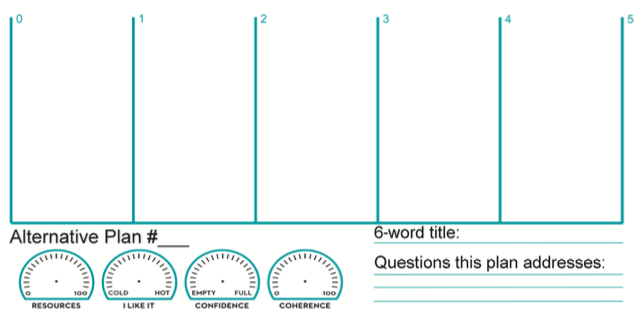 0 1 2 3 4 5
Alternative Plan #___
6-word title:
Questions this plan addresses:
0 100 COLD HOT EMPTY FULL 0 100
RESOURCES I LIKE IT CONFIDENCE COHERENCE